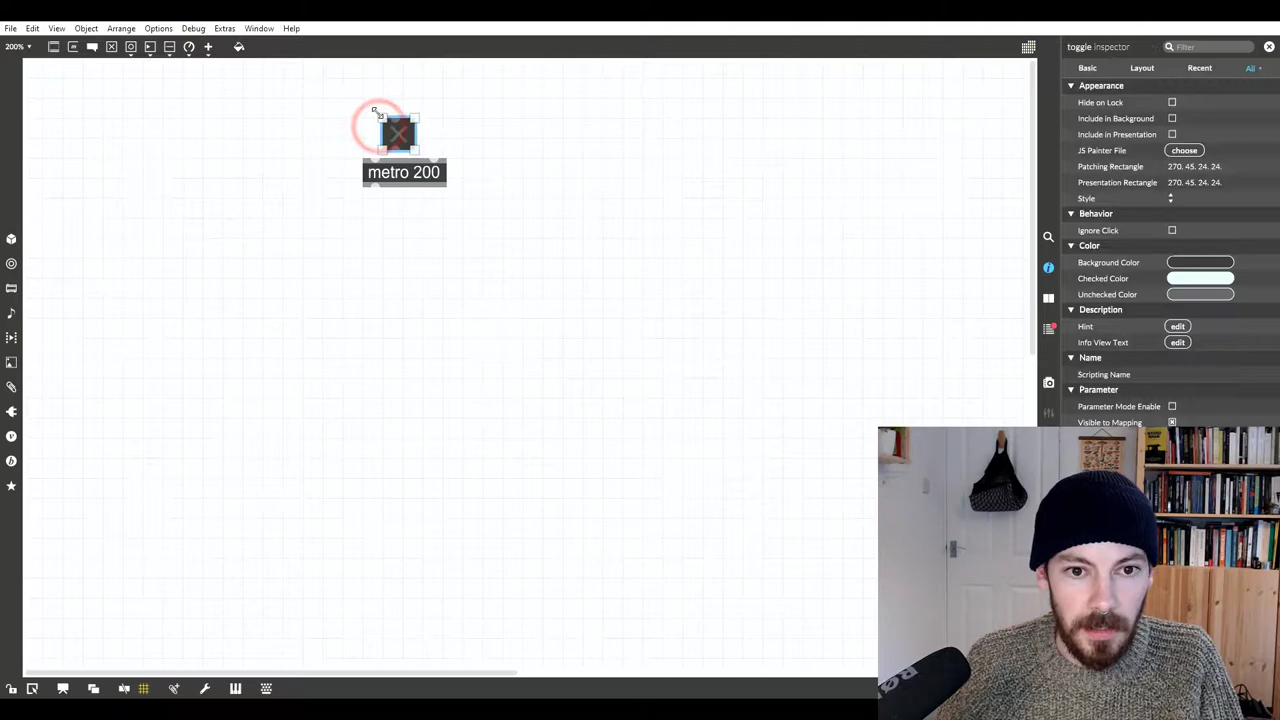 File Edit View Object Arrange Options Debug Extras Window Help
200%
toggle inspector Filter
Basic Layout Recent All
Appearance
Hide on Lock
Include in Background
Include in Presentation
JS Painter File choose
Patching Rectangle 270. 45. 24. 24.
Presentation Rectangle 270. 45. 24. 24.
Style
Behavior
Ignore Click
Color
Background Color
Checked Color
Unchecked Color
Description
Hint edit
Info View Text edit
Name
Scripting Name
Parameter
Parameter Mode Enable
Visible to Mapping
metro 200